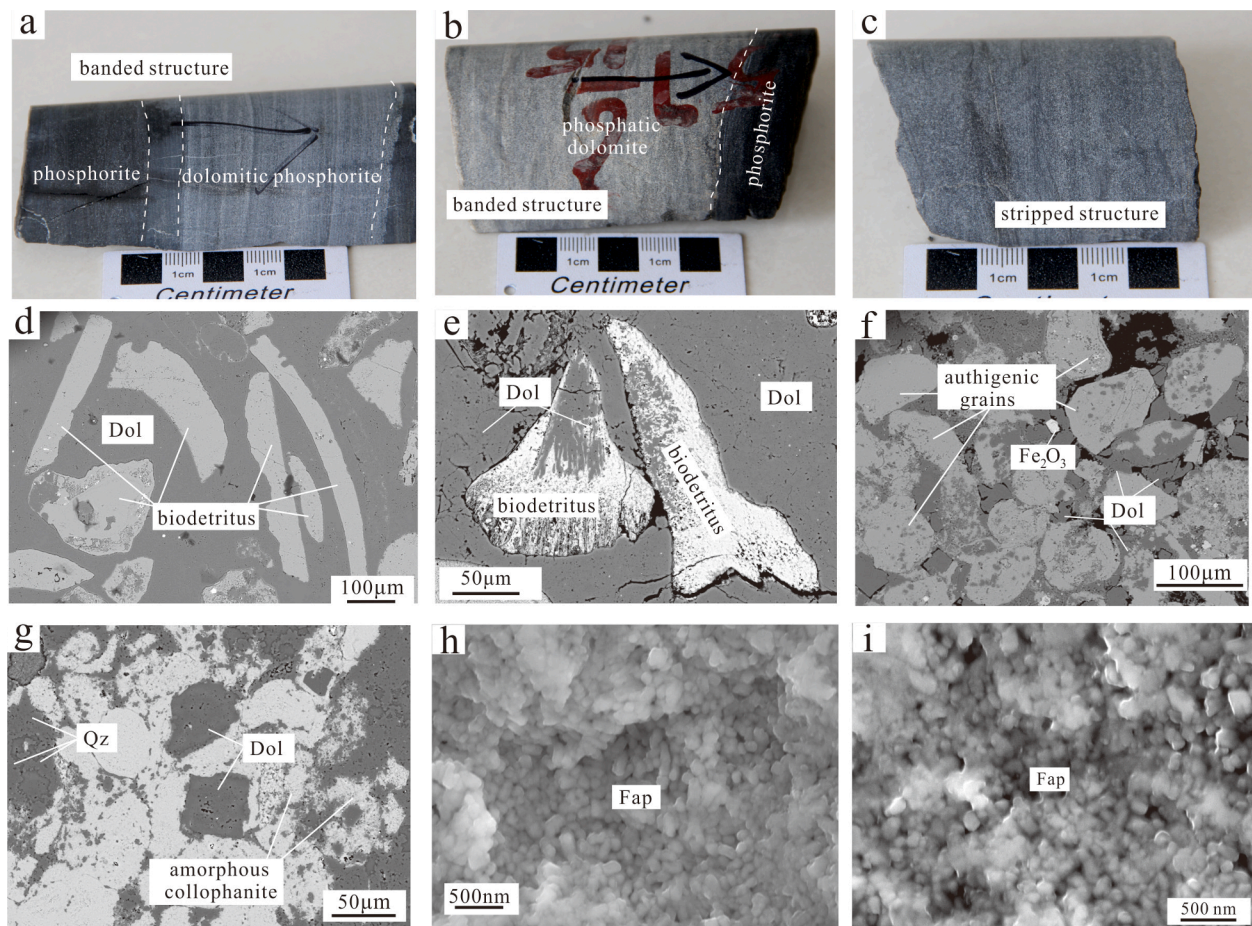 a
banded structure
phosphorite
dolomitic phosphorite
1cm
1cm
Centimeter
b
phosphatic
dolomite
phosphorite
banded structure
1cm
1cm
Centimeter
c
stripped structure
1cm
1cm
d
Dol
biodetritus
100μm
e
Dol
Dol
biodetritus
biodetritus
50μm
f
authigenic
grains
Fe₂O₃
Dol
100μm
g
Qz
Dol
amorphous
collophanite
50μm
h
Fap
500nm
i
Fap
500 nm